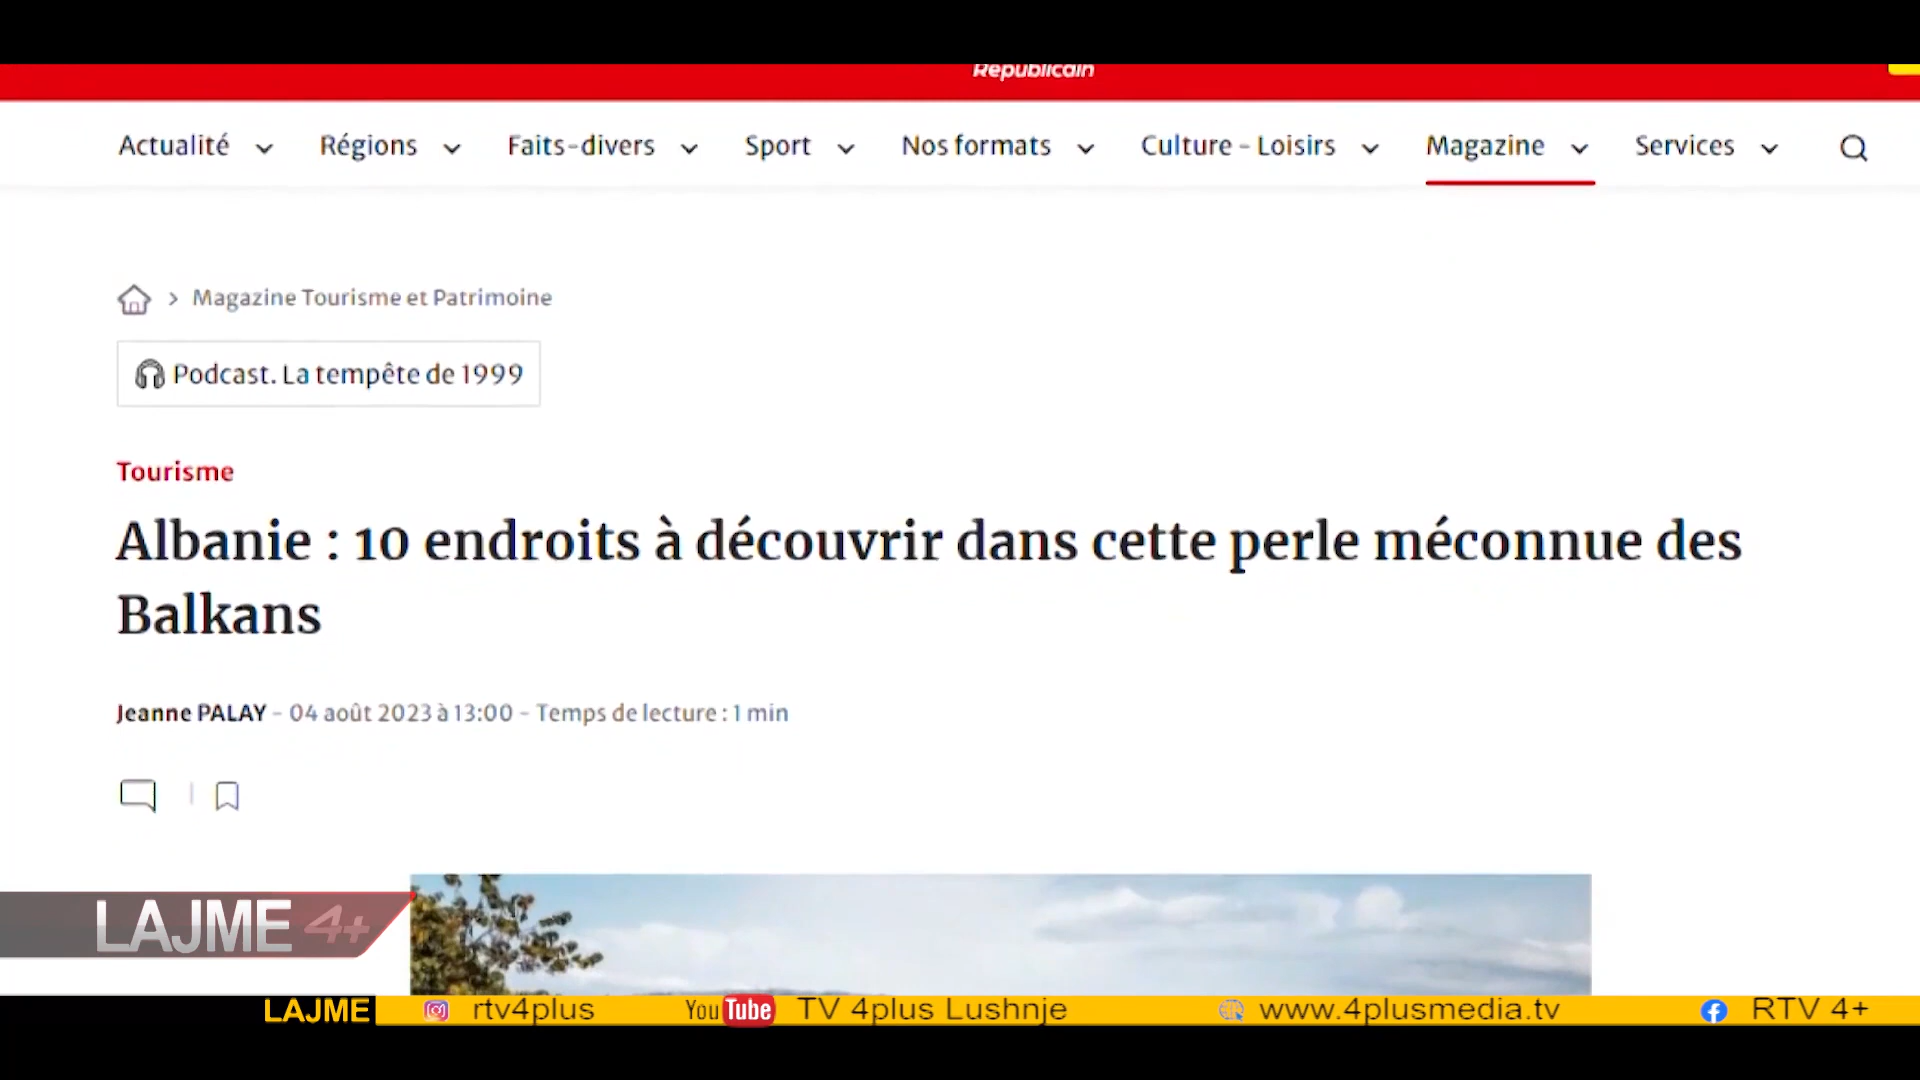 Républicain
Actualité Régions Faits-divers Sport Nos formats Culture - Loisirs Magazine Services
Magazine Tourisme et Patrimoine
Podcast. La tempête de 1999
Tourisme
Albanie : 10 endroits à découvrir dans cette perle méconnue des
Balkans
Jeanne PALAY - 04 août 2023 à 13:00 - Temps de lecture : 1 min
LAJME 4+
LAJME rtv4plus YouTube TV 4plus Lushnje www.4plusmedia.tv RTV 4+